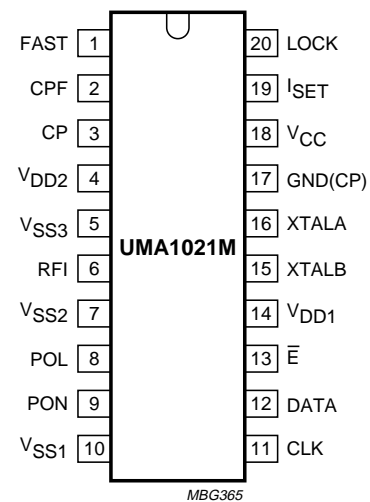 FAST 1 20 LOCK
CPF 2 19 ISET
CP 3 18 VCC
VDD2 4 17 GND(CP)
VSS3 5 16 XTALA
UMA1021M
RFI 6 15 XTALB
VSS2 7 14 VDD1
POL 8 13 E̅
PON 9 12 DATA
VSS1 10 11 CLK
MBG365